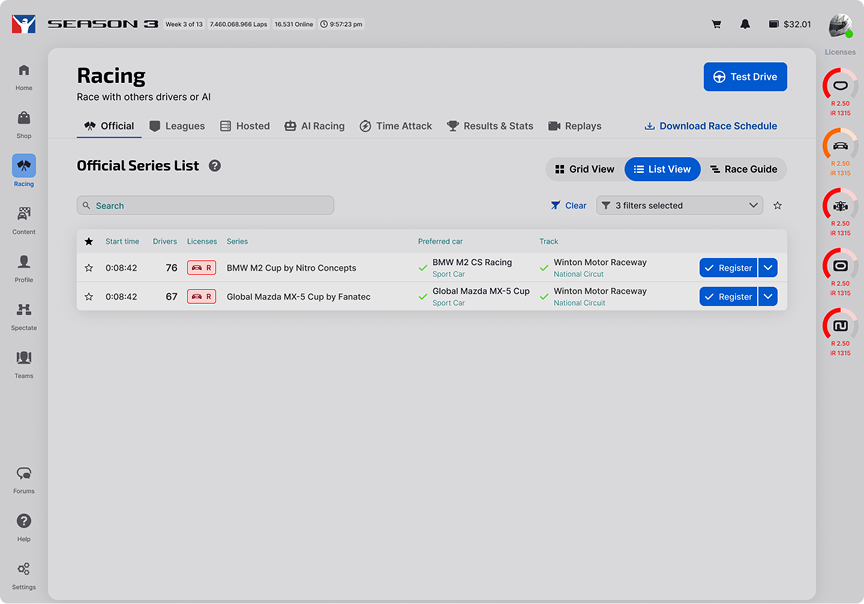 SEASON 3
Week 3 of 13
7.460.068.966 Laps
16.531 Online
9:57:23 pm
$32.01
Licenses
Home
Shop
Racing
Content
Profile
Spectate
Teams
Forums
Help
Settings
Racing
Race with others drivers or AI
Test Drive
Official
Leagues
Hosted
AI Racing
Time Attack
Results & Stats
Replays
Download Race Schedule
Official Series List
Grid View
List View
Race Guide
Search
Clear
3 filters selected
Start time Drivers Licenses Series Preferred car Track
0:08:42 76 R BMW M2 Cup by Nitro Concepts BMW M2 CS Racing Winton Motor Raceway Register
Sport Car National Circut
0:08:42 67 R Global Mazda MX-5 Cup by Fanatec Global Mazda MX-5 Cup Winton Motor Raceway Register
Sport Car National Circuit
R 2.50
iR 1315
R 2.50
iR 1315
R 2.50
iR 1315
R 2.50
iR 1315
R 2.50
iR 1315